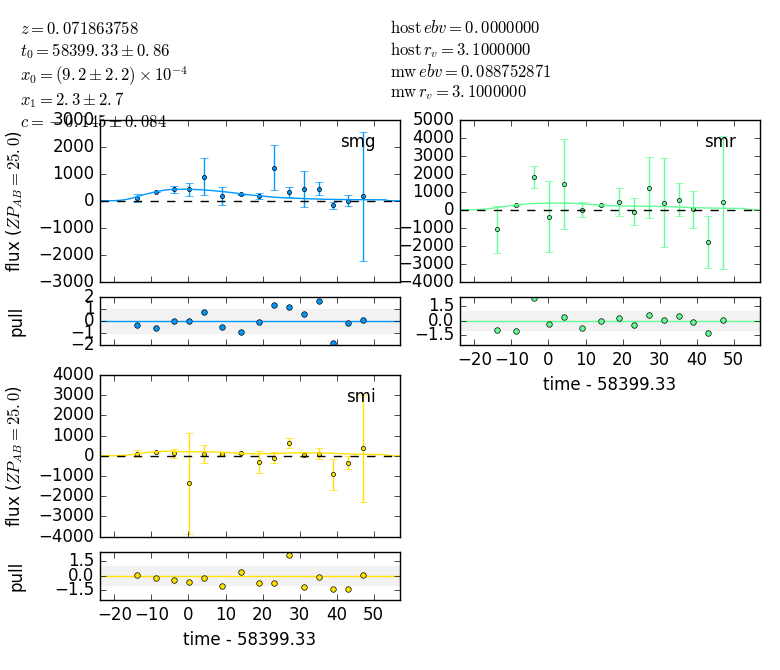 z = 0.071863758
t₀ = 58399.33 ± 0.86
x₀ = (9.2 ± 2.2) × 10⁻⁴
x₁ = 2.3 ± 2.7
c = −0.145 ± 0.084
host ebv = 0.0000000
host r_v = 3.1000000
mw ebv = 0.088752871
mw r_v = 3.1000000
smg
flux (ZP_AB = 25.0)
3000
2000
1000
0
−1000
−2000
−3000
pull
2
1
0
−1
−2
smr
5000
4000
3000
2000
1000
0
−1000
−2000
−3000
−4000
1.5
0.0
−1.5
−20 −10 0 10 20 30 40 50
time - 58399.33
smi
flux (ZP_AB = 25.0)
4000
3000
2000
1000
0
−1000
−2000
−3000
−4000
pull
1.5
0.0
−1.5
−20 −10 0 10 20 30 40 50
time - 58399.33